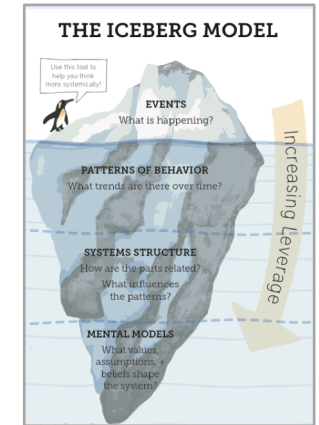 THE ICEBERG MODEL
Use this tool to
help you think
more systemically!
EVENTS
What is happening?
PATTERNS OF BEHAVIOR
What trends are there over time?
SYSTEMS STRUCTURE
How are the parts related?
What influences
the patterns?
MENTAL MODELS
What values,
assumptions, +
beliefs shape
the system?
Increasing Leverage